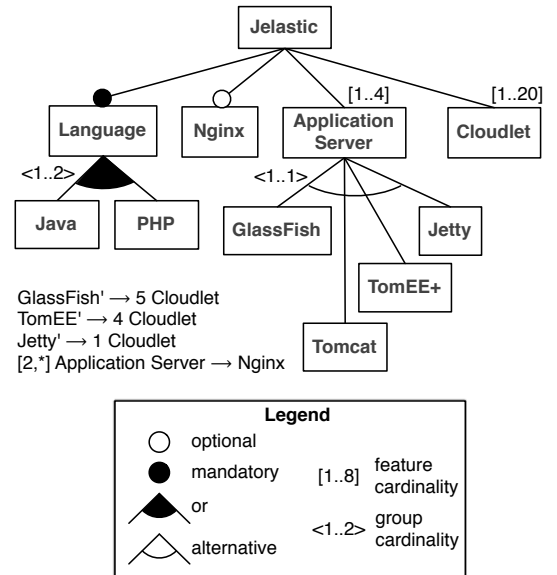 Jelastic
[1..4]
[1..20]
Language
Nginx
Application
Server
Cloudlet
<1..2>
<1..1>
Java
PHP
GlassFish
Jetty
TomEE+
Tomcat
GlassFish' → 5 Cloudlet
TomEE' → 4 Cloudlet
Jetty' → 1 Cloudlet
[2,*] Application Server → Nginx
Legend
optional
mandatory
or
alternative
[1..8] feature
cardinality
<1..2> group
cardinality